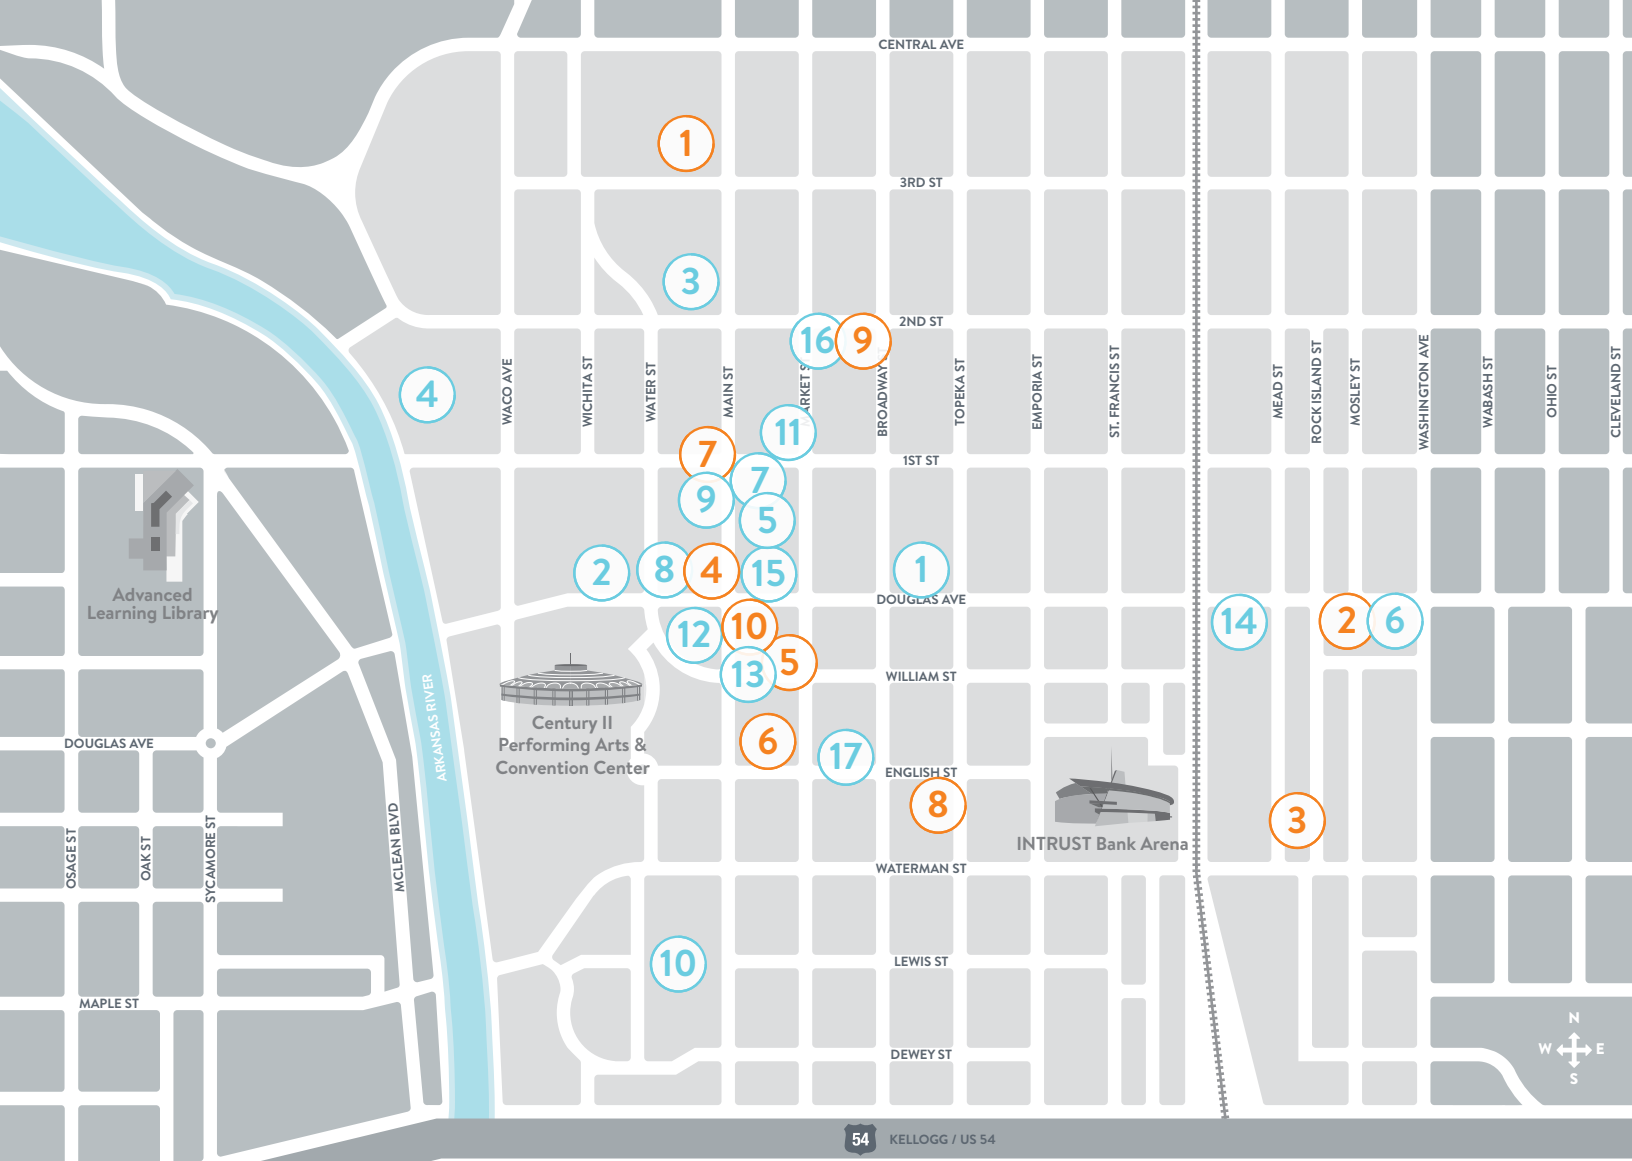 CENTRAL AVE
1
3RD ST
3
2ND ST
16
9
4
WACO AVE
WICHITA ST
WATER ST
MAIN ST
BROADWAY
TOPEKA ST
EMPORIA ST
ST. FRANCIS ST
MEAD ST
ROCK ISLAND ST
MOSLEY ST
WASHINGTON AVE
WABASH ST
OHIO ST
CLEVELAND ST
11
7
1ST ST
7
9
5
2
8
4
15
1
DOUGLAS AVE
Advanced
Learning Library
12
10
14
2
6
5
13
WILLIAM ST
Century II
Performing Arts &
Convention Center
6
17
ENGLISH ST
8
3
INTRUST Bank Arena
DOUGLAS AVE
ARKANSAS RIVER
OSAGE ST
OAK ST
SYCAMORE ST
MCLEAN BLVD
WATERMAN ST
10
LEWIS ST
MAPLE ST
DEWEY ST
N
W E
S
54 KELLOGG / US 54